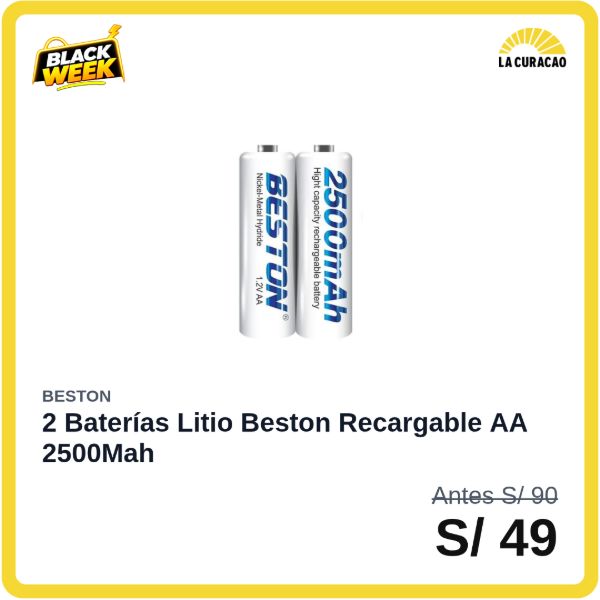 BLACK
WEEK
LA CURACAO
BESTON
Nickel-Metal Hydride
1.2V AA
2500mAh
Hight capacity rechargeable battery
BESTON
2 Baterías Litio Beston Recargable AA
2500Mah
Antes S/ 90
S/ 49